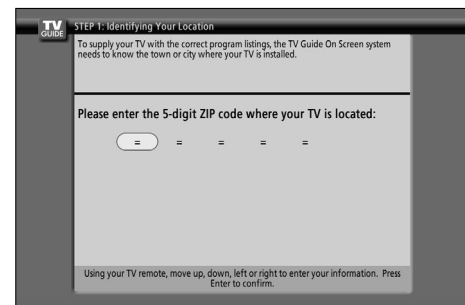 TV
GUIDE
STEP 1: Identifying Your Location
To supply your TV with the correct program listings, the TV Guide On Screen system
needs to know the town or city where your TV is installed.
Please enter the 5-digit ZIP code where your TV is located:
= = = = =
Using your TV remote, move up, down, left or right to enter your information. Press
Enter to confirm.